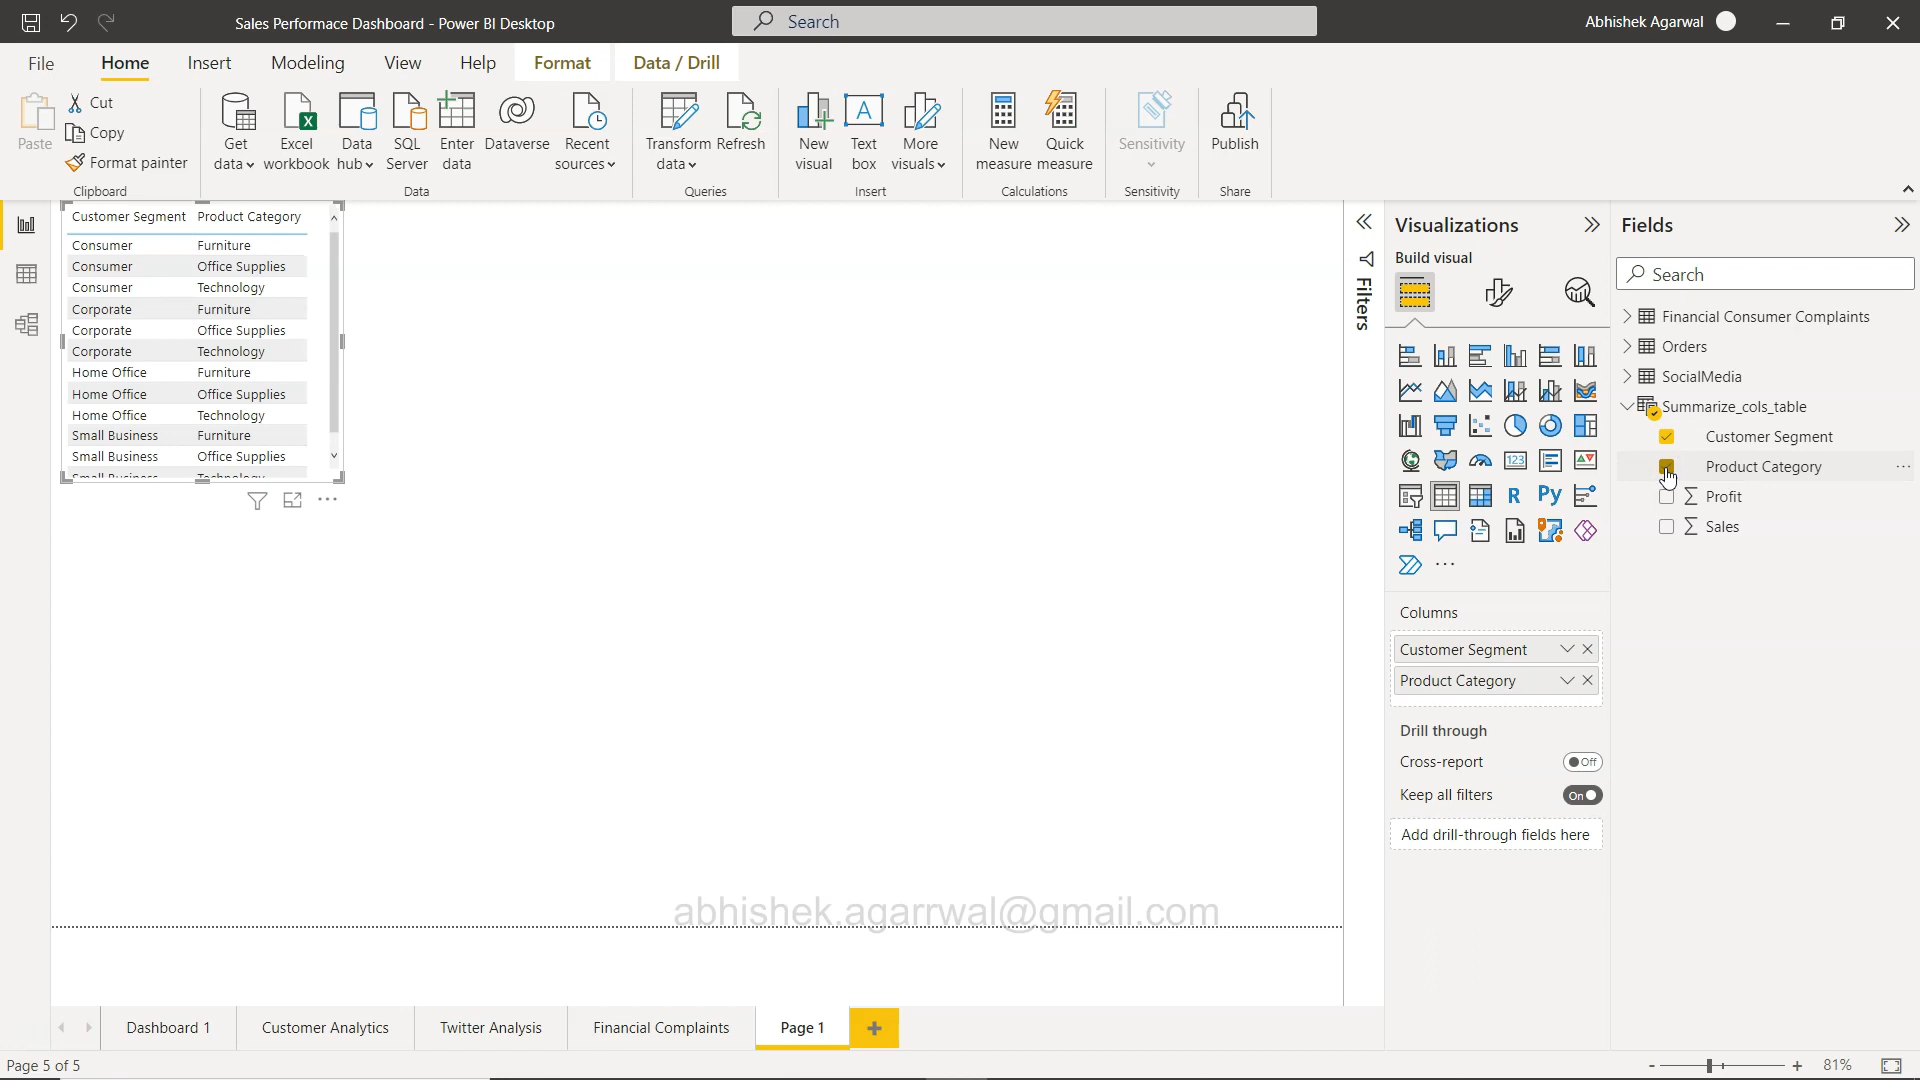 Sales Performace Dashboard - Power BI Desktop
Search
Abhishek Agarwal
File
Home
Insert
Modeling
View
Help
Format
Data / Drill
Paste
Cut
Copy
Format painter
Clipboard
Get data
Excel workbook
Data hub
SQL Server
Enter data
Dataverse
Recent sources
Data
Transform data
Refresh
Queries
New visual
Text box
More visuals
Insert
New measure
Quick measure
Calculations
Sensitivity
Sensitivity
Publish
Share
Customer Segment Product Category
Consumer Furniture
Consumer Office Supplies
Consumer Technology
Corporate Furniture
Corporate Office Supplies
Corporate Technology
Home Office Furniture
Home Office Office Supplies
Home Office Technology
Small Business Furniture
Small Business Office Supplies
Small Business Technology
Filters
Visualizations
Build visual
123
R
Py
Columns
Customer Segment
Product Category
Drill through
Cross-report
Off
Keep all filters
On
Add drill-through fields here
Fields
Search
Financial Consumer Complaints
Orders
SocialMedia
Summarize_cols_table
Customer Segment
Product Category
Profit
Sales
abhishek.agarrwal@gmail.com
Dashboard 1
Customer Analytics
Twitter Analysis
Financial Complaints
Page 1
Page 5 of 5
81%